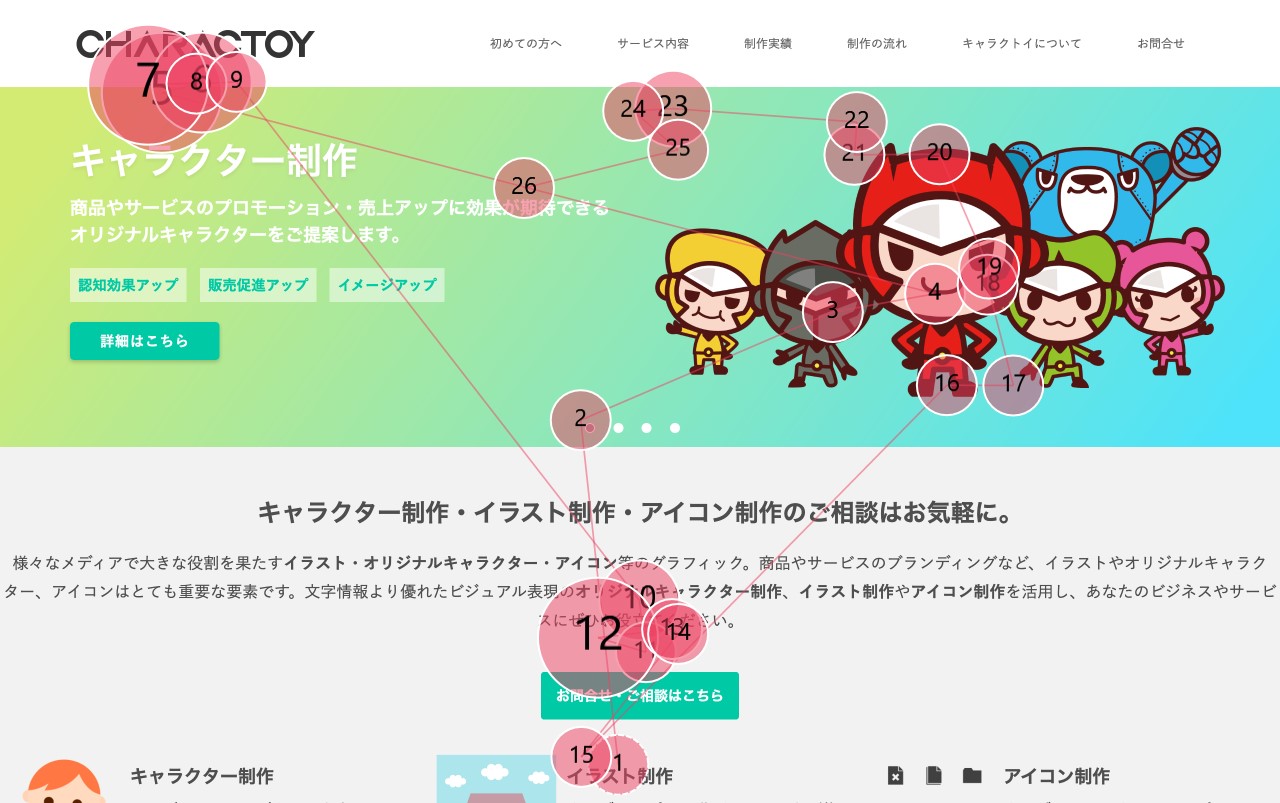 CHARACTOY
初めての方へ
サービス内容
制作実績
制作の流れ
キャラクトイについて
お問合せ
7
8
9
24
23
22
25
21
20
26
キャラクター制作
商品やサービスのプロモーション・売上アップに効果が期待できる
オリジナルキャラクターをご提案します。
認知効果アップ
販売促進アップ
イメージアップ
19
18
4
3
詳細はこちら
16
17
2
キャラクター制作・イラスト制作・アイコン制作のご相談はお気軽に。
様々なメディアで大きな役割を果たすイラスト・オリジナルキャラクター・アイコン等のグラフィック。商品やサービスのブランディングなど、イラストやオリジナルキャラク
ター、アイコンはとても重要な要素です。文字情報より優れたビジュアル表現のオリジナルキャラクター制作、イラスト制作やアイコン制作を活用し、あなたのビジネスやサービ
スにぜひお役立てください。
10
12
13
14
お問合せ・ご相談はこちら
15
1
キャラクター制作
イラスト制作
アイコン制作